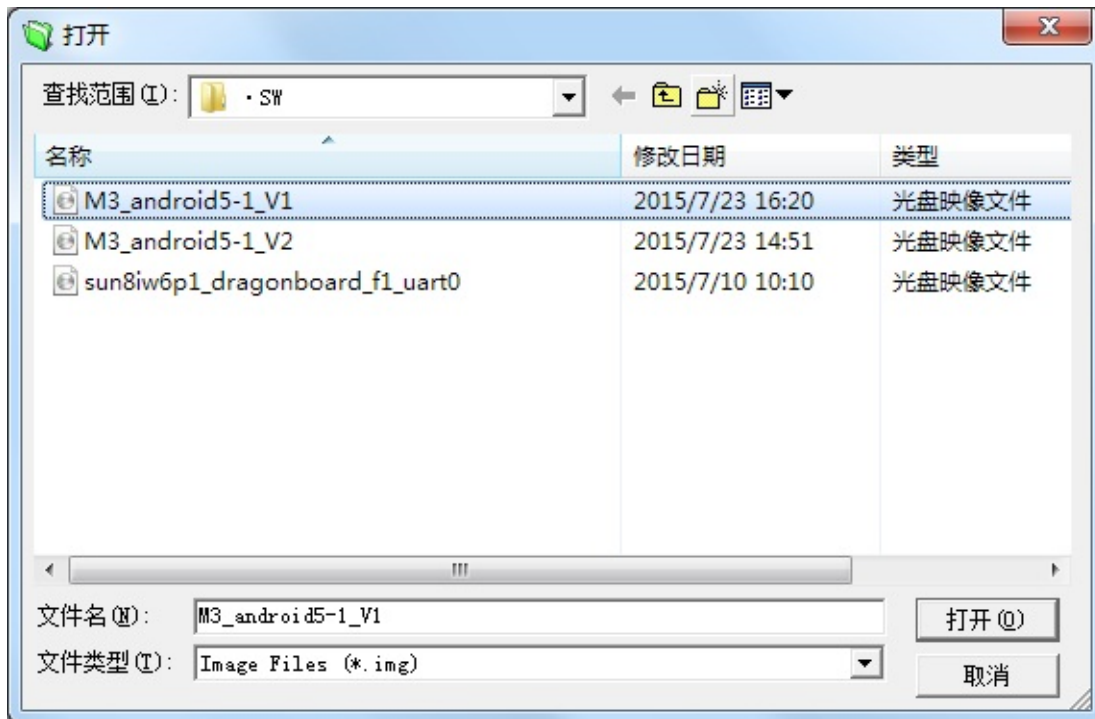 打开
查找范围(I): ·SW
名称 修改日期 类型
M3_android5-1_V1 2015/7/23 16:20 光盘映像文件
M3_android5-1_V2 2015/7/23 14:51 光盘映像文件
sun8iw6p1_dragonboard_f1_uart0 2015/7/10 10:10 光盘映像文件
文件名(N): M3_android5-1_V1 打开(O)
文件类型(T): Image Files (*.img) 取消